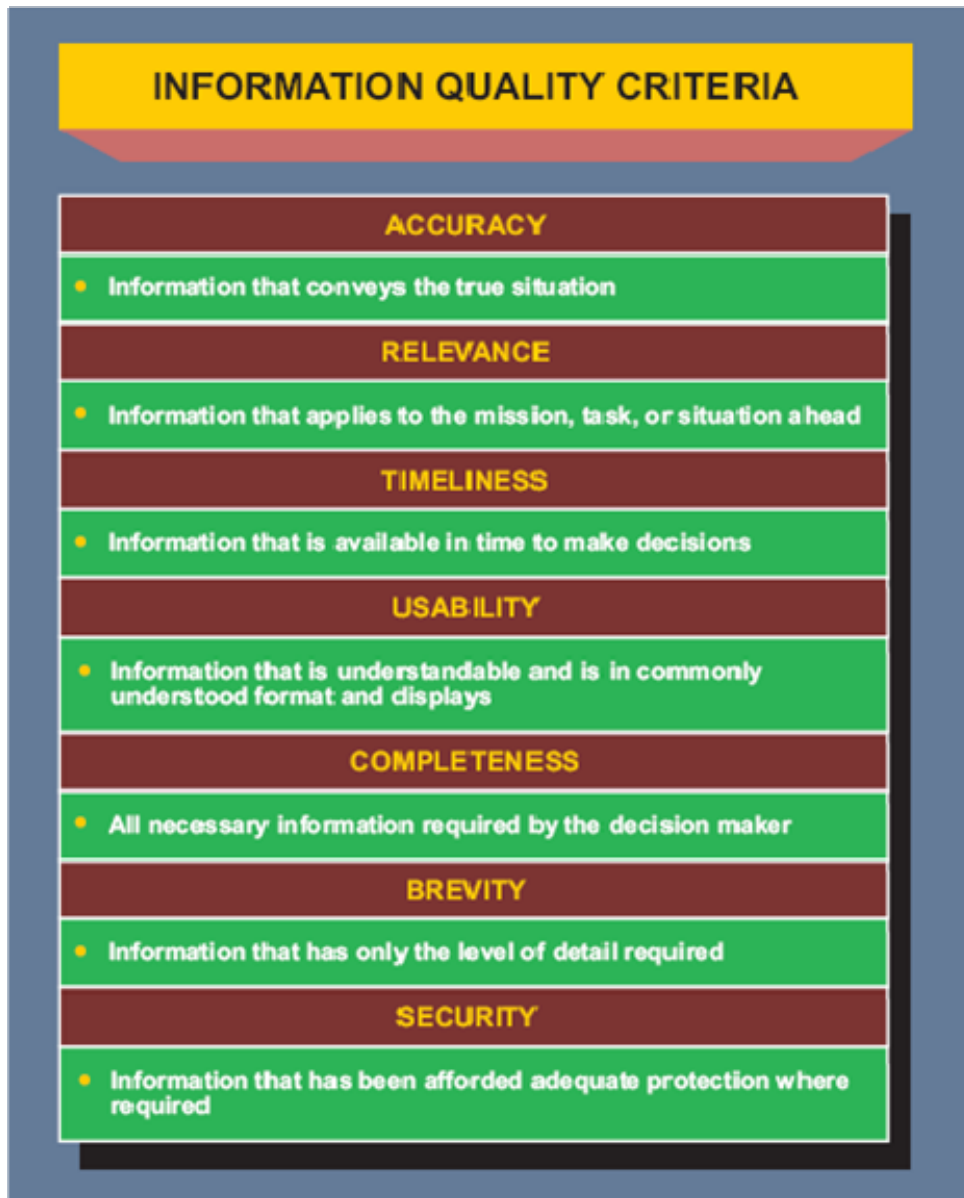 INFORMATION QUALITY CRITERIA
ACCURACY
• Information that conveys the true situation
RELEVANCE
• Information that applies to the mission, task, or situation ahead
TIMELINESS
• Information that is available in time to make decisions
USABILITY
• Information that is understandable and is in commonly
understood format and displays
COMPLETENESS
• All necessary information required by the decision maker
BREVITY
• Information that has only the level of detail required
SECURITY
• Information that has been afforded adequate protection where
required